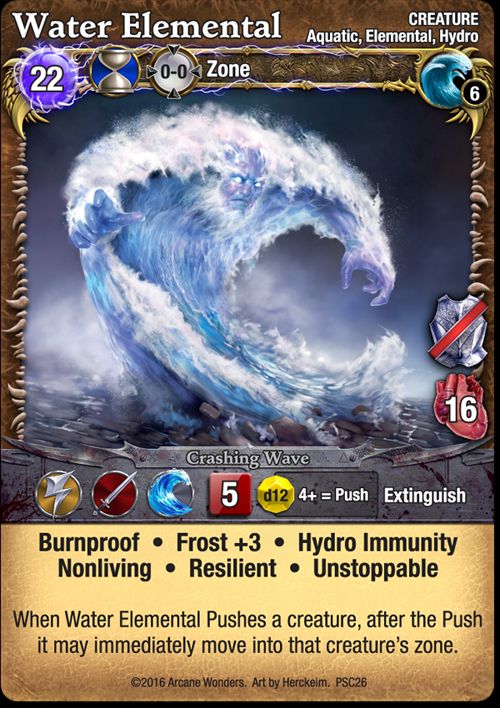 Water Elemental
CREATURE
Aquatic, Elemental, Hydro
22
0-0 Zone
6
16
Crashing Wave
5 d12 4+ = Push Extinguish
Burnproof • Frost +3 • Hydro Immunity
Nonliving • Resilient • Unstoppable
When Water Elemental Pushes a creature, after the Push
it may immediately move into that creature's zone.
©2016 Arcane Wonders. Art by Herckeim. PSC26